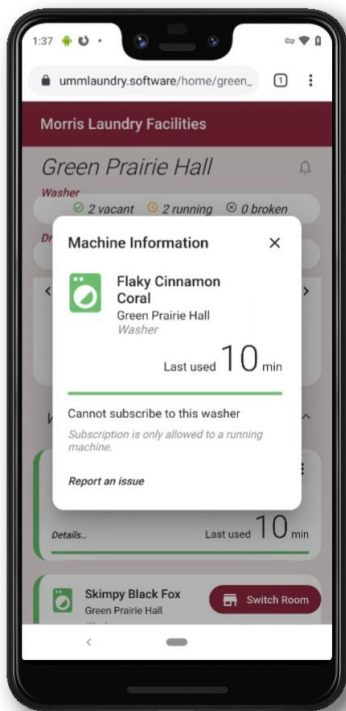 1:37
ummlaundry.software/home/green_
1
Morris Laundry Facilities
Green Prairie Hall
Washer
2 vacant 2 running 0 broken
Dr
Machine Information
Flaky Cinnamon
Coral
Green Prairie Hall
Washer
Last used 10 min
Cannot subscribe to this washer
Subscription is only allowed to a running
machine.
Report an issue
Details..
Last used 10 min
Skimpy Black Fox
Green Prairie Hall
Switch Room